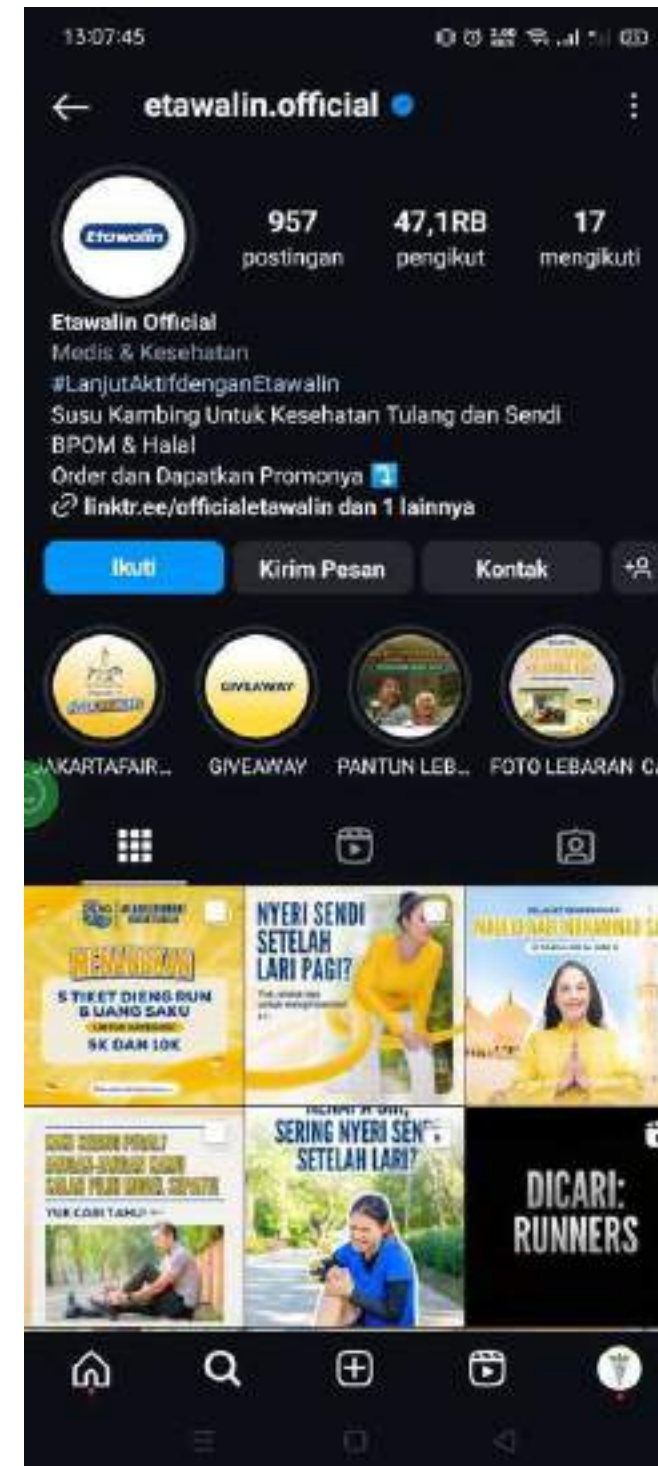 13:07:45
etawalin.official
Etawalin
957
postingan
47,1RB
pengikut
17
mengikuti
Etawalin Official
Medis & Kesehatan
#LanjutAktifdenganEtawalin
Susu Kambing Untuk Kesehatan Tulang dan Sendi
BPOM & Halal
Order dan Dapatkan Promonya
linktr.ee/officialetawalin dan 1 lainnya
Ikuti
Kirim Pesan
Kontak
GIVEAWAY
JAKARTAFAIR...
GIVEAWAY
PANTUN LEB...
FOTO LEBARAN
5 TIKET DIENG RUN
& UANG SAKU
5K DAN 10K
NYERI SENDI
SETELAH
LARI PAGI?
YUK CARI TAHU!
SERING NYERI
SETELAH LARI?
DICARI:
RUNNERS